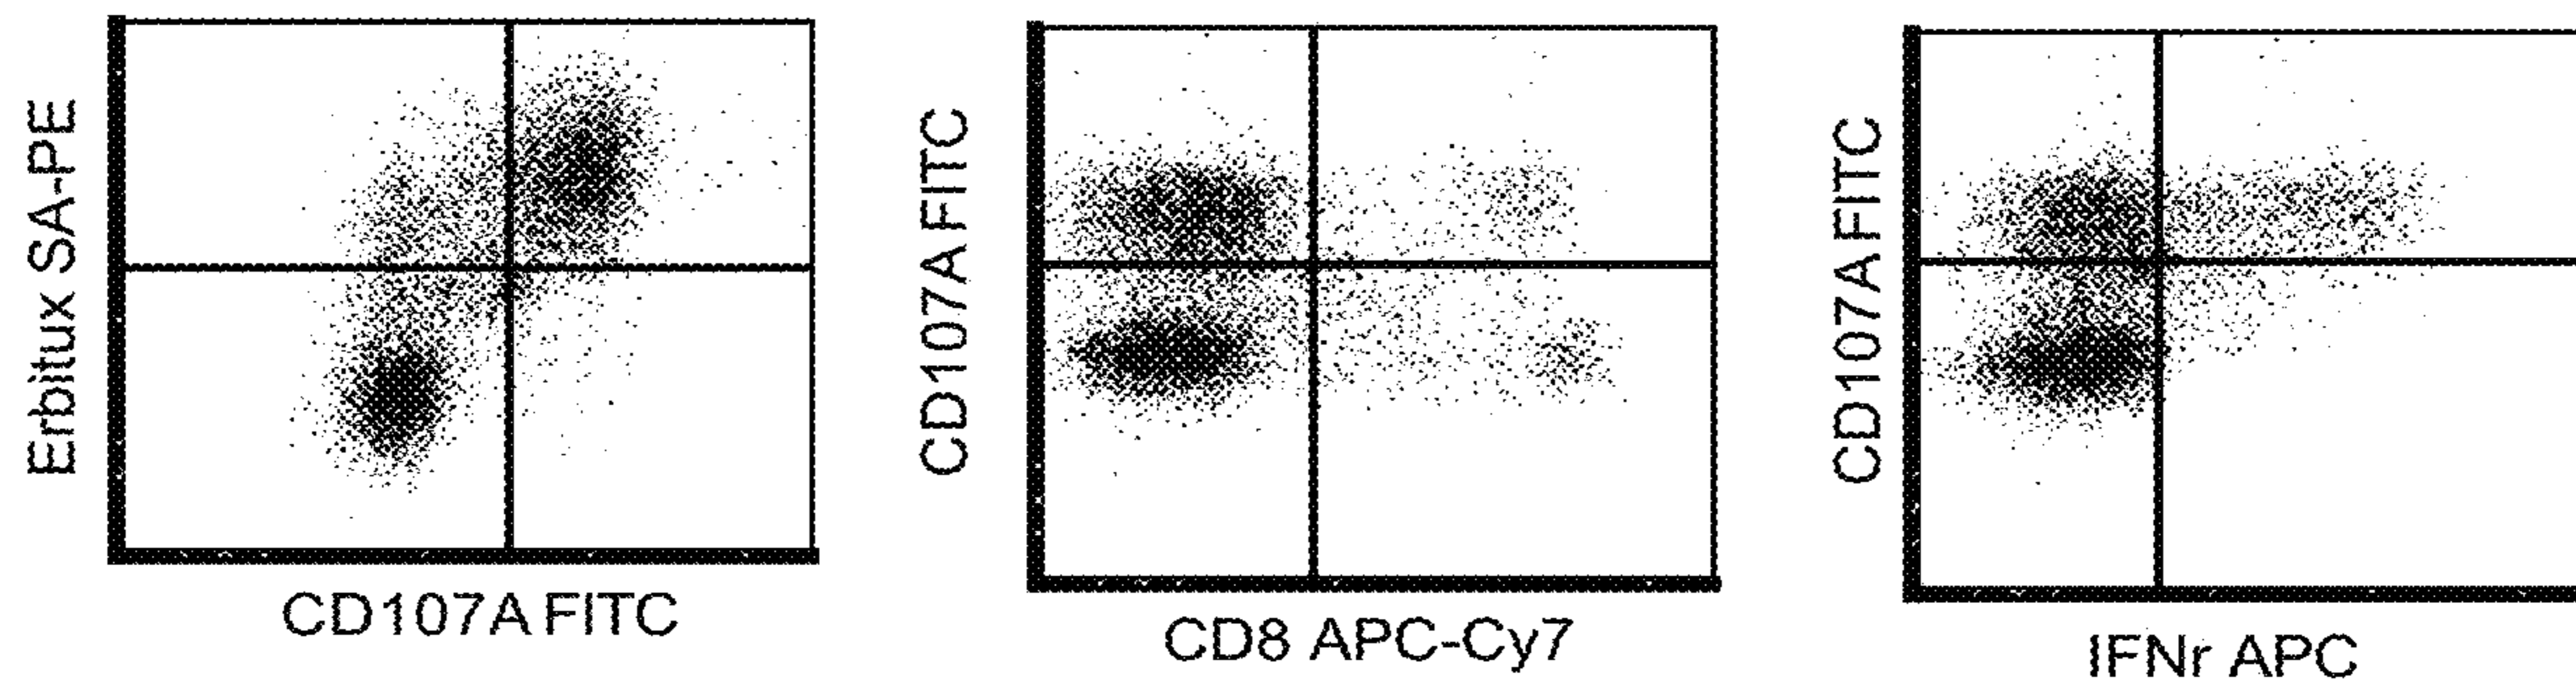 Erbitux SA-PE
CD107A FITC
CD107A FITC
CD8 APC-Cy7
CD107A FITC
IFNr APC